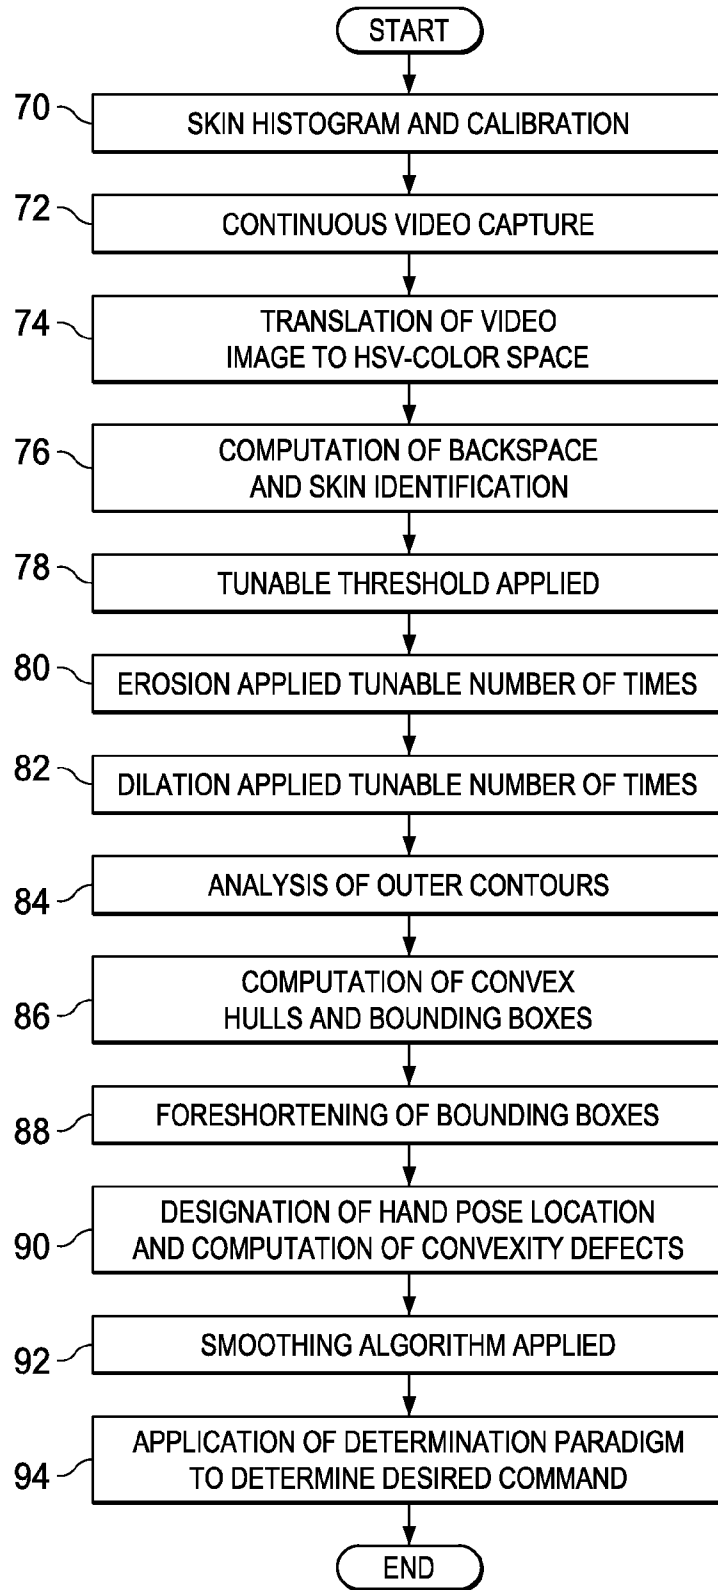 START
70
SKIN HISTOGRAM AND CALIBRATION
72
CONTINUOUS VIDEO CAPTURE
74
TRANSLATION OF VIDEO
IMAGE TO HSV-COLOR SPACE
76
COMPUTATION OF BACKSPACE
AND SKIN IDENTIFICATION
78
TUNABLE THRESHOLD APPLIED
80
EROSION APPLIED TUNABLE NUMBER OF TIMES
82
DILATION APPLIED TUNABLE NUMBER OF TIMES
84
ANALYSIS OF OUTER CONTOURS
86
COMPUTATION OF CONVEX
HULLS AND BOUNDING BOXES
88
FORESHORTENING OF BOUNDING BOXES
90
DESIGNATION OF HAND POSE LOCATION
AND COMPUTATION OF CONVEXITY DEFECTS
92
SMOOTHING ALGORITHM APPLIED
94
APPLICATION OF DETERMINATION PARADIGM
TO DETERMINE DESIRED COMMAND
END